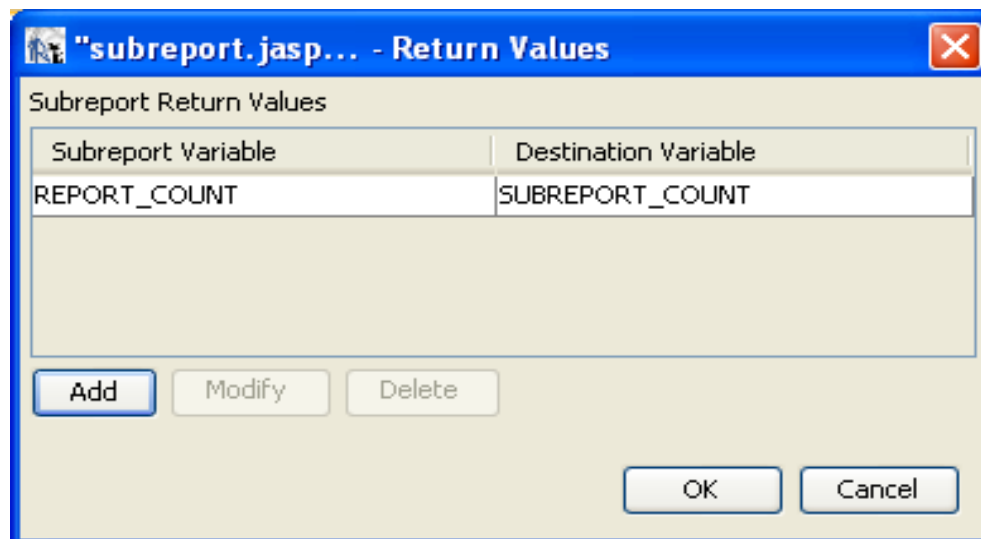 "subreport.jasp... - Return Values
Subreport Return Values
Subreport Variable Destination Variable
REPORT_COUNT SUBREPORT_COUNT
Add Modify Delete
OK Cancel